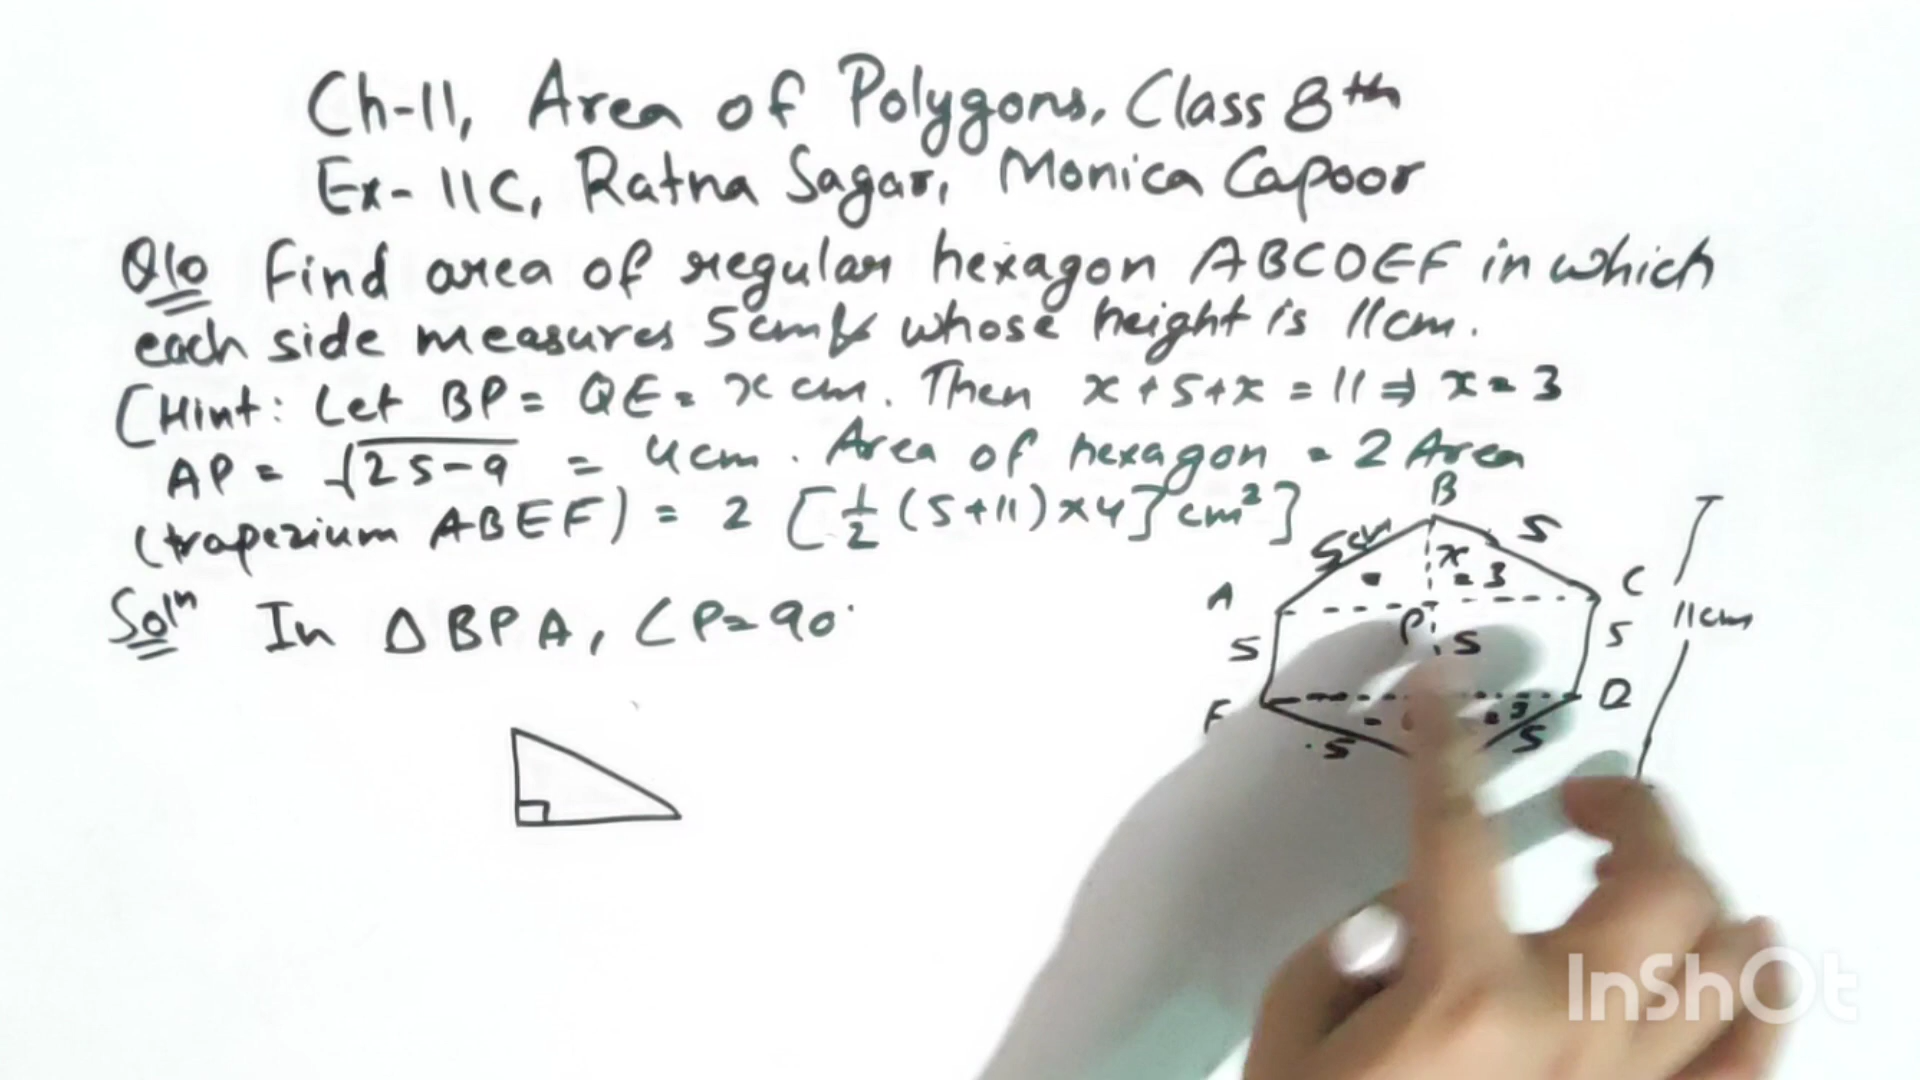 Ch-11, Area of Polygons, Class 8th
Ex-11C, Ratna Sagar, Monica Capoor
Q10 Find area of regular hexagon ABCDEF in which
each side measures 5cm & whose height is 11cm.
[Hint: Let BP = QE = x cm. Then x + 5 + x = 11 ⇒ x = 3
AP = √25-9 = 4cm. Area of hexagon = 2 Area
(trapezium ABEF) = 2 [1/2 (5+11) x 4] cm²]
B
5cm
5
x
= 3
A
C
P
5
5
5
11cm
F
D
= 3
5
5
Soln In △ BPA, ∠P = 90°
InShOt